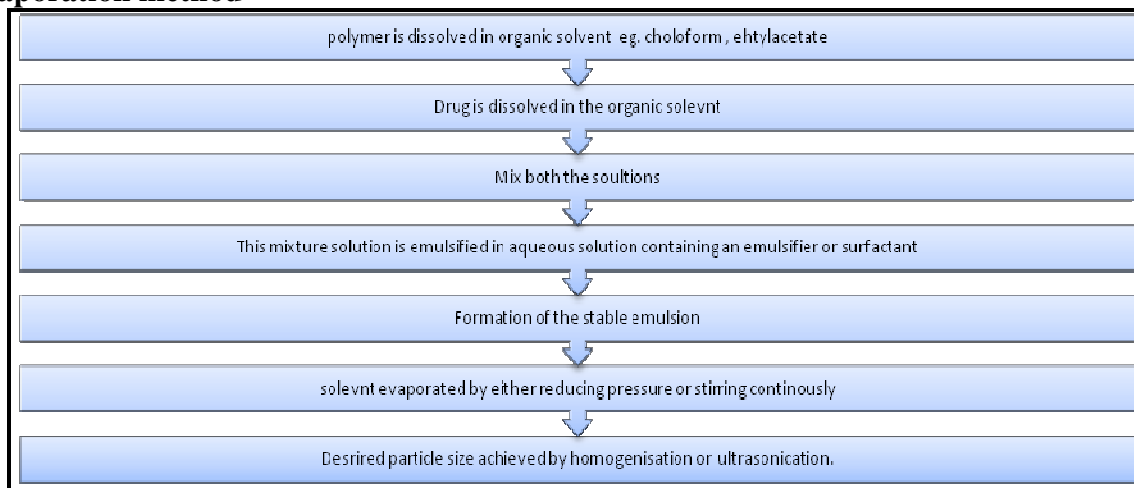 aporation method
polymer is dissolved in organic solvent eg. choloform , ehtylacetate
Drug is dissolved in the organic solevnt
Mix both the soultions
This mixture solution is emulsified in aqueous solution containing an emulsifier or surfactant
Formation of the stable emulsion
solevnt evaporated by either reducing pressure or stirring continously
Desrired particle size achieved by homogenisation or ultrasonication.